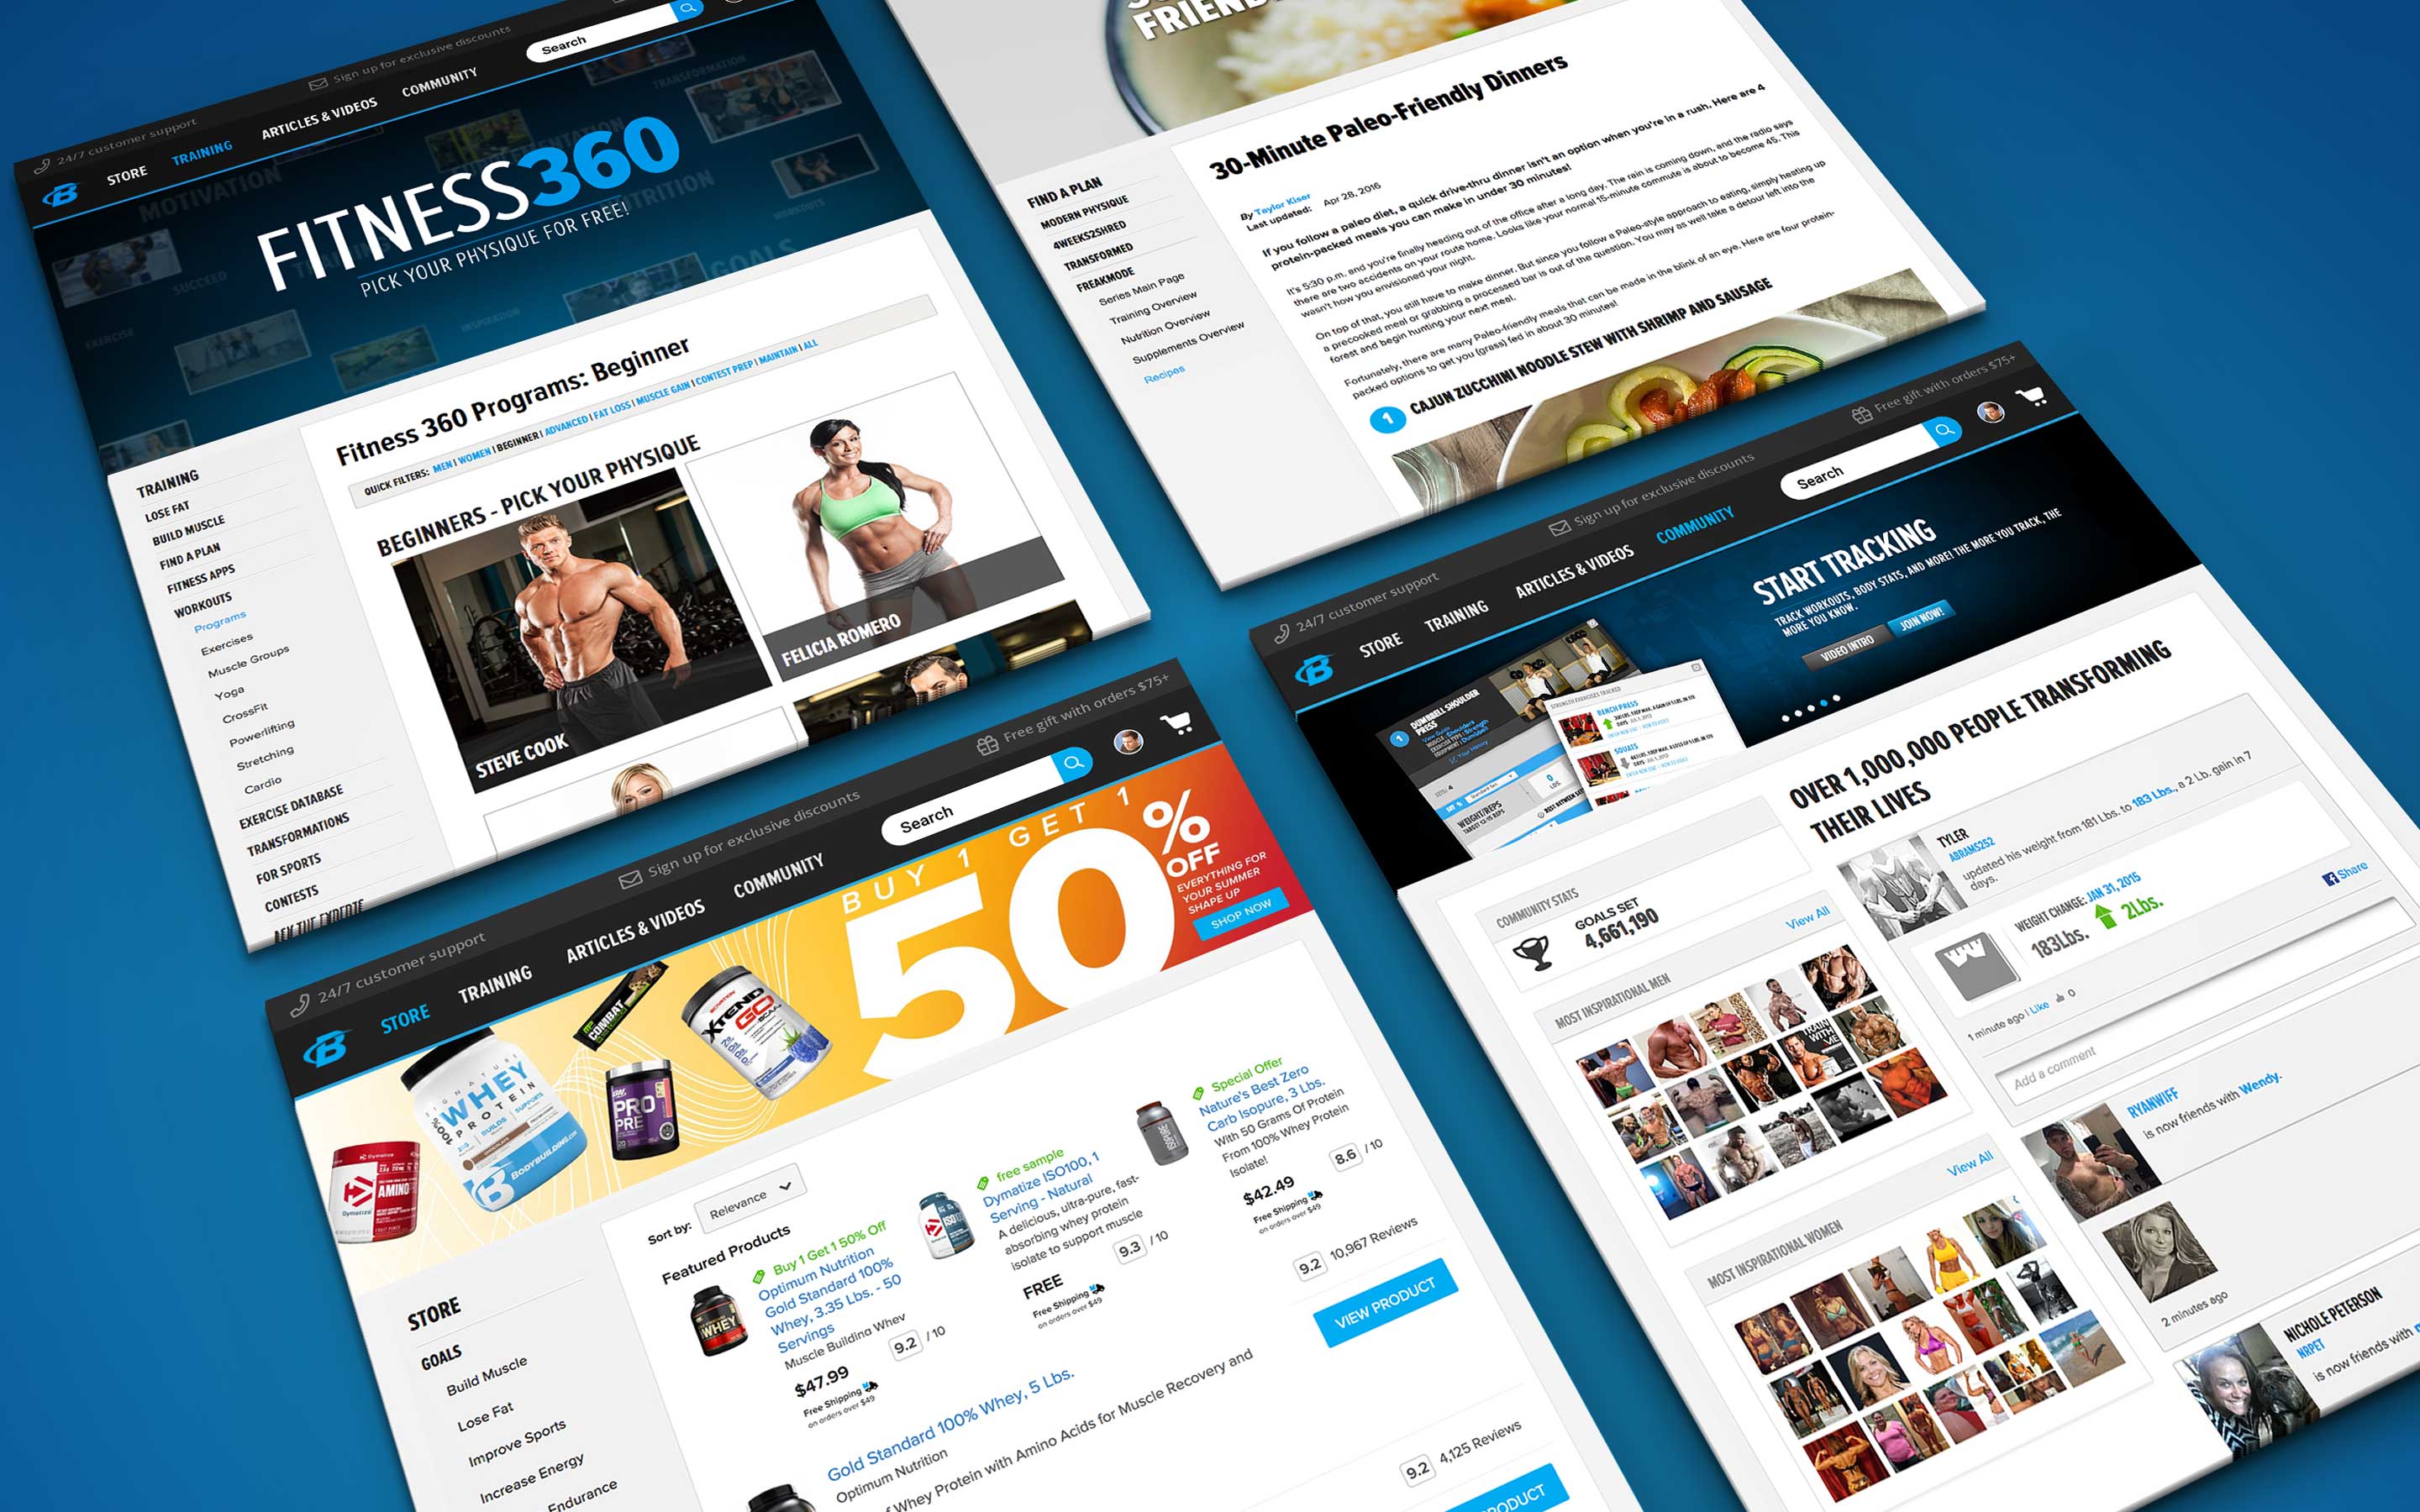 24/7 customer support
Sign up for exclusive discounts
STORE
TRAINING
ARTICLES & VIDEOS
COMMUNITY
Search
MOTIVATION
NUTRITION
TRANSFORMATION
SUCCEED
GOALS
EXERCISE
INSPIRATION
WORKOUTS
FITNESS360
PICK YOUR PHYSIQUE FOR FREE!
TRAINING
LOSE FAT
BUILD MUSCLE
FIND A PLAN
FITNESS APPS
WORKOUTS
Programs
Exercises
Muscle Groups
Yoga
CrossFit
Powerlifting
Stretching
Cardio
EXERCISE DATABASE
TRANSFORMATIONS
FOR SPORTS
CONTESTS
Fitness 360 Programs: Beginner
QUICK FILTERS: MEN | WOMEN | BEGINNER | ADVANCED | FAT LOSS | MUSCLE GAIN | CONTEST PREP | MAINTAIN | ALL
BEGINNERS - PICK YOUR PHYSIQUE
STEVE COOK
FELICIA ROMERO
FRIENDLY
FIND A PLAN
MODERN PHYSIQUE
4WEEKS2SHRED
TRANSFORMED
FREAKMODE
Series Main Page
Training Overview
Nutrition Overview
Supplements Overview
Recipes
30-Minute Paleo-Friendly Dinners
By Taylor Kiser
Last updated: Apr 28, 2016
If you follow a paleo diet, a quick drive-thru dinner isn't an option when you're in a rush. Here are 4
protein-packed meals you can make in under 30 minutes!
It's 5:30 p.m. and you're finally heading out of the office after a long day. The rain is coming down, and the radio says
there are two accidents on your route home. Looks like your normal 15-minute commute is about to become 45. This
wasn't how you envisioned your night.
On top of that, you still have to make dinner. But since you follow a Paleo-style approach to eating, simply heating up
a precooked meal or grabbing a processed bar is out of the question. You may as well take a detour left into the
forest and begin hunting your next meal.
Fortunately, there are many Paleo-friendly meals that can be made in the blink of an eye. Here are four protein-
packed options to get you (grass) fed in about 30 minutes!
1 CAJUN ZUCCHINI NOODLE STEW WITH SHRIMP AND SAUSAGE
24/7 customer support
Sign up for exclusive discounts
Free gift with orders $75+
STORE
TRAINING
ARTICLES & VIDEOS
COMMUNITY
Search
BUY 1 GET 1
50% OFF
EVERYTHING FOR
YOUR SUMMER
SHAPE UP
SHOP NOW
Dymatize
AMINO
SIGNATURE
100% WHEY
PROTEIN
BODYBUILDING.COM
COMBAT
PRO
PRE
XTEND
GO
STORE
GOALS
Build Muscle
Lose Fat
Improve Sports
Increase Energy
Endurance
Sort by: Relevance
Featured Products
Buy 1 Get 1 50% Off
Optimum Nutrition
Gold Standard 100%
Whey, 3.35 Lbs. - 50
Servings
Muscle Building Whey
$47.99
9.2 / 10
Free Shipping
on orders over $49
WHEY
free sample
Dymatize ISO100, 1
Serving - Natural
A delicious, ultra-pure, fast-
absorbing whey protein
isolate to support muscle
FREE
9.3 / 10
Free Shipping
on orders over $49
Special Offer
Nature's Best Zero
Carb Isopure, 3 Lbs.
With 50 Grams Of Protein
From 100% Whey Protein
Isolate!
$42.49
8.6 / 10
Free Shipping
on orders over $49
Gold Standard 100% Whey, 5 Lbs.
Optimum Nutrition
Whey Protein with Amino Acids for Muscle Recovery and
9.2 10,967 Reviews
VIEW PRODUCT
9.2 4,125 Reviews
24/7 customer support
Sign up for exclusive discounts
Free gift with orders $75+
STORE
TRAINING
ARTICLES & VIDEOS
COMMUNITY
Search
START TRACKING
TRACK WORKOUTS, BODY STATS, AND MORE! THE MORE YOU TRACK, THE
MORE YOU KNOW.
VIDEO INTRO
JOIN NOW!
1 DUMBBELL SHOULDER
PRESS
WEIGHT/REPS
BENCH PRESS
SQUATS
COMMUNITY STATS
GOALS SET
4,661,190
MOST INSPIRATIONAL MEN
View All
TRAIN
WITH
ME
MOST INSPIRATIONAL WOMEN
View All
OVER 1,000,000 PEOPLE TRANSFORMING
THEIR LIVES
TYLER
ABRAMS252
updated his weight from 181 Lbs. to 183 Lbs., a 2 Lb. gain in 7
days.
WEIGHT CHANGE: JAN 31, 2015
183Lbs. 2Lbs.
Share
1 minute ago | Like 0
Add a comment
RYANWIFF
is now friends with Wendy.
2 minutes ago
NICHOLE PETERSON
NRPET
is now friends with